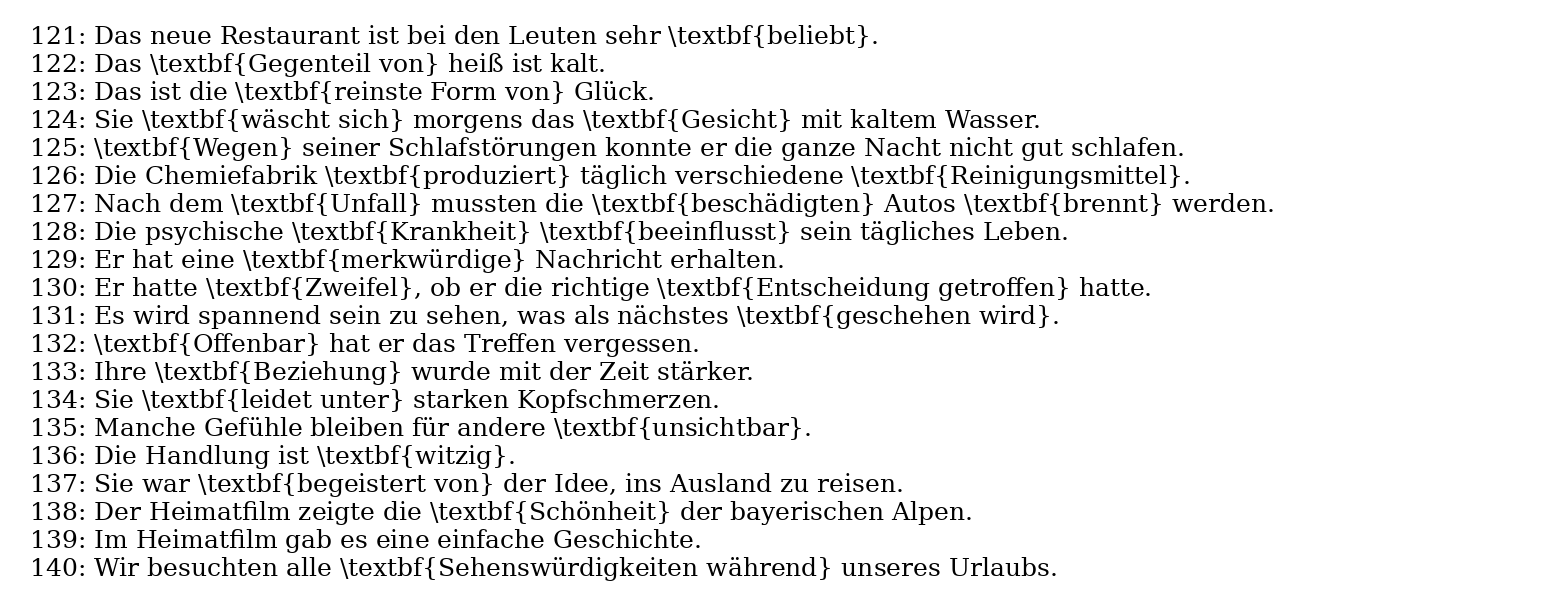 121: Das neue Restaurant ist bei den Leuten sehr \textbf{beliebt}.
122: Das \textbf{Gegenteil von} heiß ist kalt.
123: Das ist die \textbf{reinste Form von} Glück.
124: Sie \textbf{wäscht sich} morgens das \textbf{Gesicht} mit kaltem Wasser.
125: \textbf{Wegen} seiner Schlafstörungen konnte er die ganze Nacht nicht gut schlafen.
126: Die Chemiefabrik \textbf{produziert} täglich verschiedene \textbf{Reinigungsmittel}.
127: Nach dem \textbf{Unfall} mussten die \textbf{beschädigten} Autos \textbf{brennt} werden.
128: Die psychische \textbf{Krankheit} \textbf{beeinflusst} sein tägliches Leben.
129: Er hat eine \textbf{merkwürdige} Nachricht erhalten.
130: Er hatte \textbf{Zweifel}, ob er die richtige \textbf{Entscheidung getroffen} hatte.
131: Es wird spannend sein zu sehen, was als nächstes \textbf{geschehen wird}.
132: \textbf{Offenbar} hat er das Treffen vergessen.
133: Ihre \textbf{Beziehung} wurde mit der Zeit stärker.
134: Sie \textbf{leidet unter} starken Kopfschmerzen.
135: Manche Gefühle bleiben für andere \textbf{unsichtbar}.
136: Die Handlung ist \textbf{witzig}.
137: Sie war \textbf{begeistert von} der Idee, ins Ausland zu reisen.
138: Der Heimatfilm zeigte die \textbf{Schönheit} der bayerischen Alpen.
139: Im Heimatfilm gab es eine einfache Geschichte.
140: Wir besuchten alle \textbf{Sehenswürdigkeiten während} unseres Urlaubs.